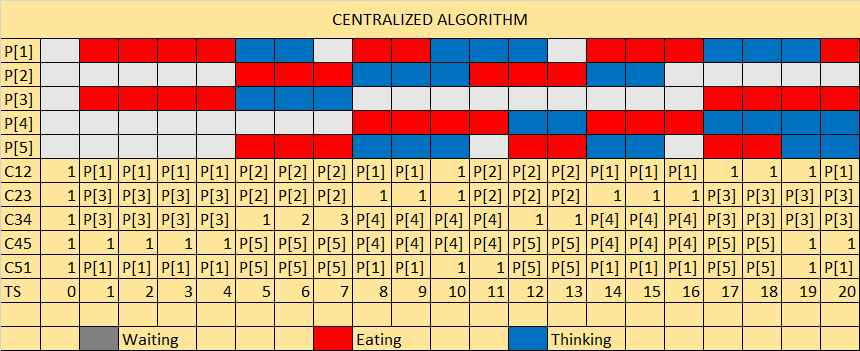 CENTRALIZED ALGORITHM
P[1]
P[2]
P[3]
P[4]
P[5]
C12 1 P[1] P[1] P[1] P[1] P[2] P[2] P[2] P[1] P[1] 1 P[2] P[2] P[2] P[1] P[1] P[1] 1 1 1 P[1]
C23 1 P[3] P[3] P[3] P[3] P[2] P[2] P[2] 1 1 1 P[2] P[2] P[2] 1 1 1 P[3] P[3] P[3] P[3]
C34 1 P[3] P[3] P[3] P[3] 1 2 3 P[4] P[4] P[4] P[4] 1 1 P[4] P[4] P[4] P[3] P[3] P[3] P[3]
C45 1 1 1 1 1 P[5] P[5] P[5] P[4] P[4] P[4] P[4] P[5] P[5] P[4] P[4] P[4] P[5] P[5] 1 1
C51 1 P[1] P[1] P[1] P[1] P[5] P[5] P[5] P[1] P[1] 1 1 P[5] P[5] P[1] P[1] P[1] P[5] P[5] 1 P[1]
TS 0 1 2 3 4 5 6 7 8 9 10 11 12 13 14 15 16 17 18 19 20
Waiting Eating Thinking